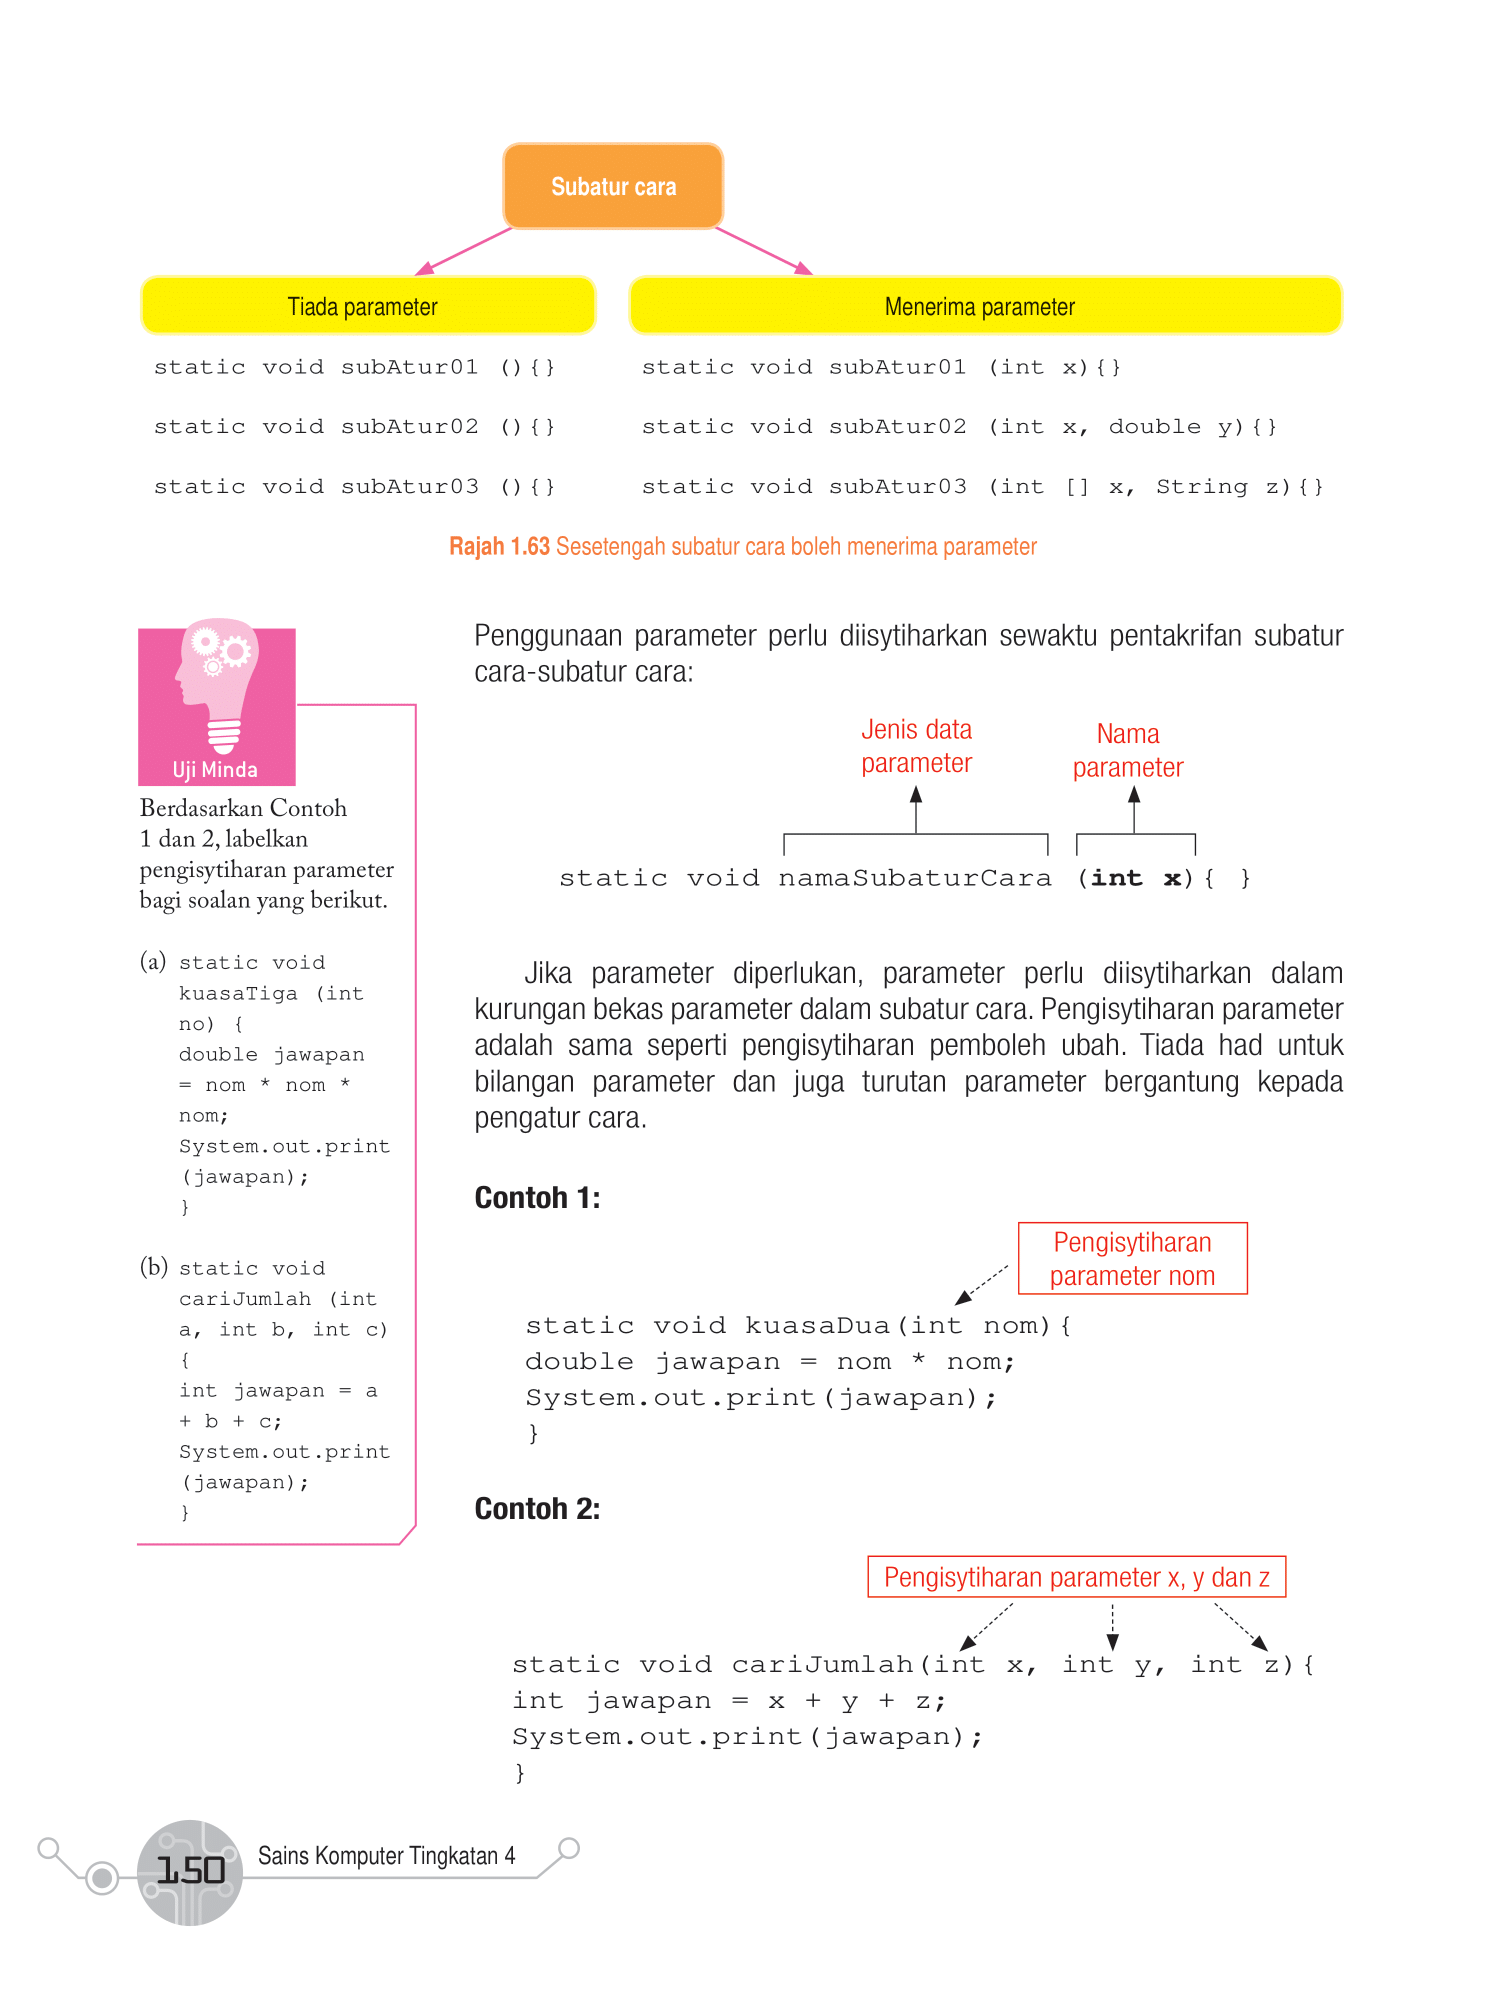 Subatur cara
Tiada parameter
Menerima parameter
static void subAtur01 (){}
static void subAtur01 (int x){}
static void subAtur02 (){}
static void subAtur02 (int x, double y){}
static void subAtur03 (){}
static void subAtur03 (int [] x, String z){}
Rajah 1.63 Sesetengah subatur cara boleh menerima parameter
Uji Minda
Berdasarkan Contoh
1 dan 2, labelkan
pengisytiharan parameter
bagi soalan yang berikut.
(a) static void
kuasaTiga (int
no) {
double jawapan
= nom * nom *
nom;
System.out.print
(jawapan);
}
(b) static void
cariJumlah (int
a, int b, int c)
{
int jawapan = a
+ b + c;
System.out.print
(jawapan);
}
Penggunaan parameter perlu diisytiharkan sewaktu pentakrifan subatur
cara-subatur cara:
Jenis data
parameter
Nama
parameter
static void namaSubaturCara (int x){ }
Jika parameter diperlukan, parameter perlu diisytiharkan dalam
kurungan bekas parameter dalam subatur cara. Pengisytiharan parameter
adalah sama seperti pengisytiharan pemboleh ubah. Tiada had untuk
bilangan parameter dan juga turutan parameter bergantung kepada
pengatur cara.
Contoh 1:
Pengisytiharan
parameter nom
static void kuasaDua(int nom){
double jawapan = nom * nom;
System.out.print(jawapan);
}
Contoh 2:
Pengisytiharan parameter x, y dan z
static void cariJumlah(int x, int y, int z){
int jawapan = x + y + z;
System.out.print(jawapan);
}
150
Sains Komputer Tingkatan 4